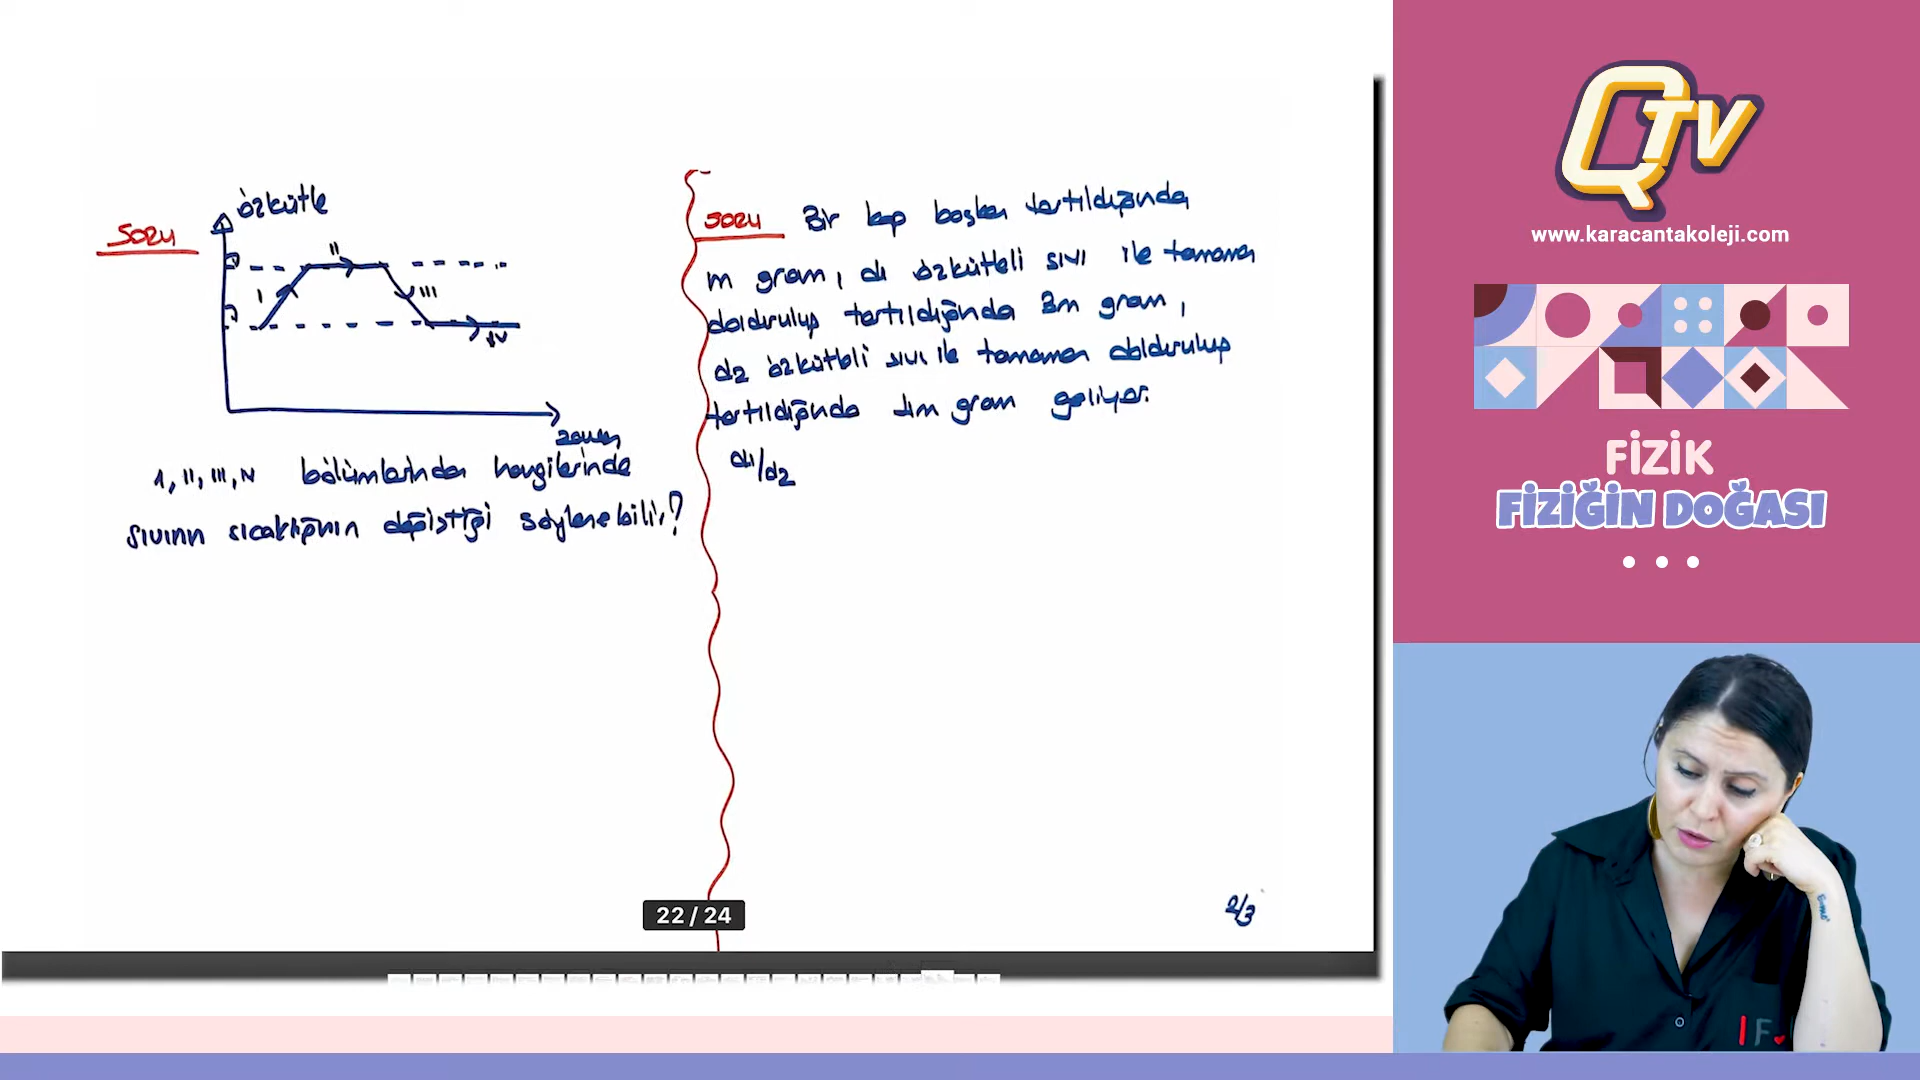 Soru
özkütle
I
II
III
IV
zaman
I, II, III, IV bölümlerinden hangilerinde
sıvının sıcaklığının değiştiği söylenebilir?
Soru Bir kap boşken tartıldığında
m gram, d1 özkütleli sıvı ile tamamen
doldurulup tartıldığında 3m gram,
d2 özkütleli sıvı ile tamamen doldurulup
tartıldığında 4m gram geliyor.
d1/d2
2/3
22 / 24
QTV
www.karacantakoleji.com
FİZİK
FİZİĞİN DOĞASI